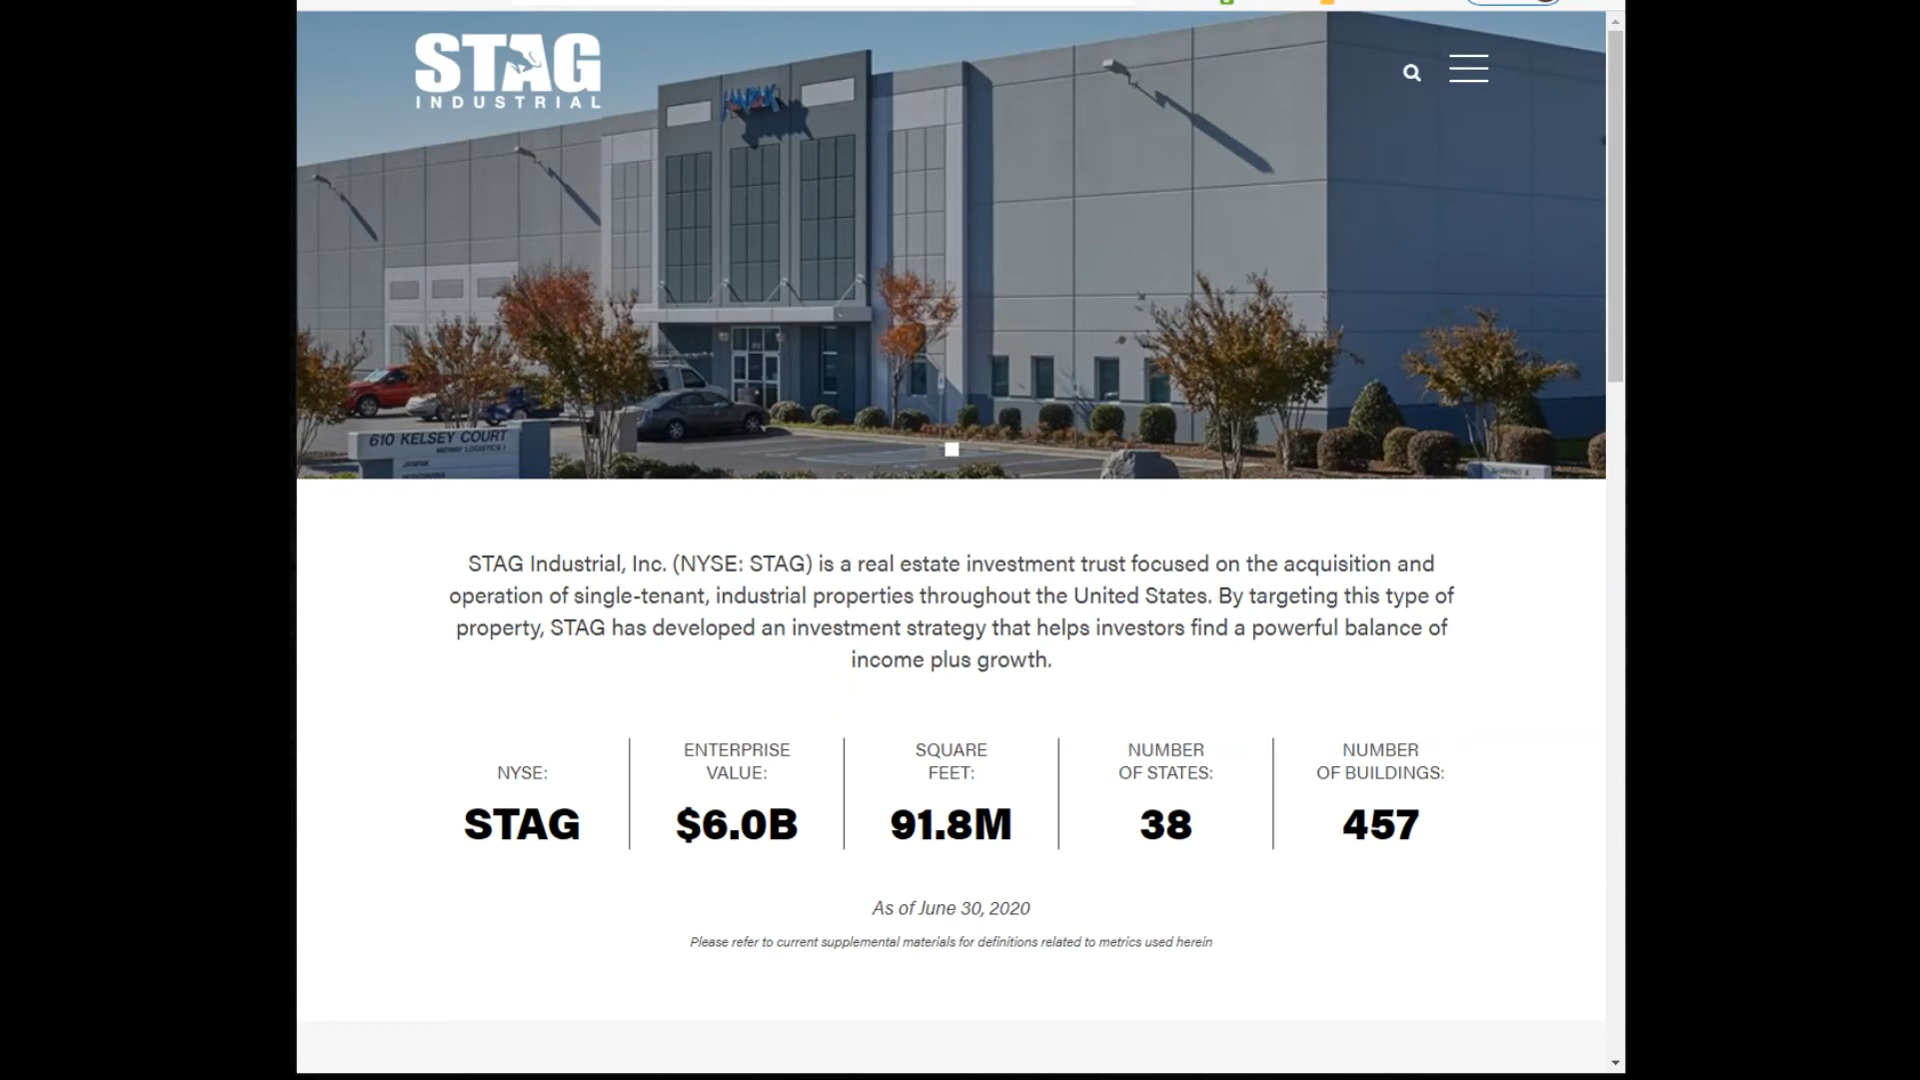 STAG
INDUSTRIAL
JANPAK
610 KELSEY COURT
MIDWAY LOGISTICS I
JANPAK
STAG Industrial, Inc. (NYSE: STAG) is a real estate investment trust focused on the acquisition and
operation of single-tenant, industrial properties throughout the United States. By targeting this type of
property, STAG has developed an investment strategy that helps investors find a powerful balance of
income plus growth.
NYSE:
STAG
ENTERPRISE
VALUE:
$6.0B
SQUARE
FEET:
91.8M
NUMBER
OF STATES:
38
NUMBER
OF BUILDINGS:
457
As of June 30, 2020
Please refer to current supplemental materials for definitions related to metrics used herein